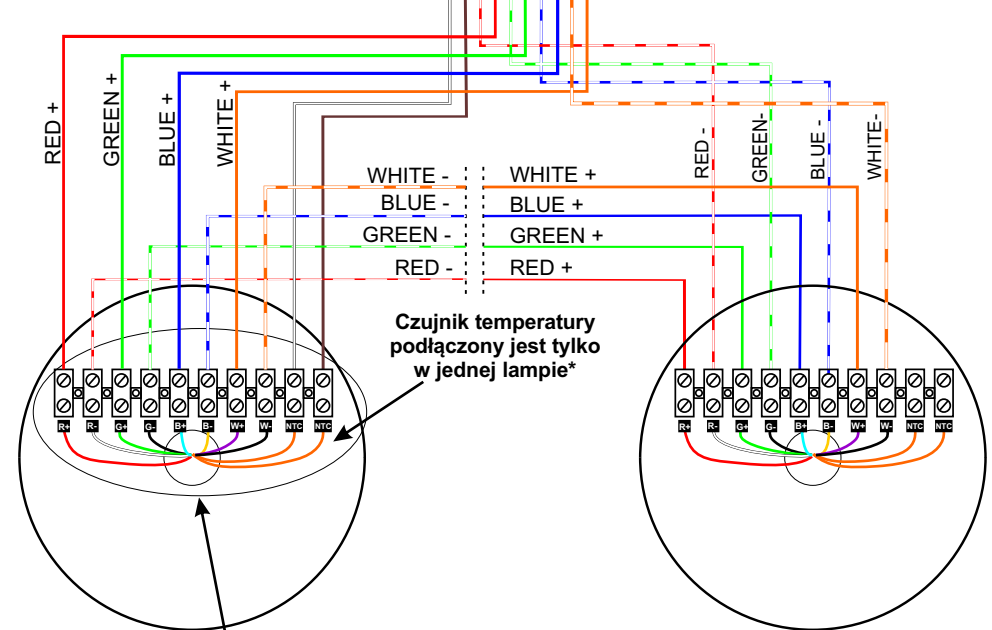 RED +
GREEN +
BLUE +
WHITE +
RED -
GREEN-
BLUE -
WHITE-
WHITE -
WHITE +
BLUE -
BLUE +
GREEN -
GREEN +
RED -
RED +
Czujnik temperatury
podłączony jest tylko
w jednej lampie*
R+ R- G+ G- B+ B- W+ W- NTC NTC
R+ R- G+ G- B+ B- W+ W- NTC NTC